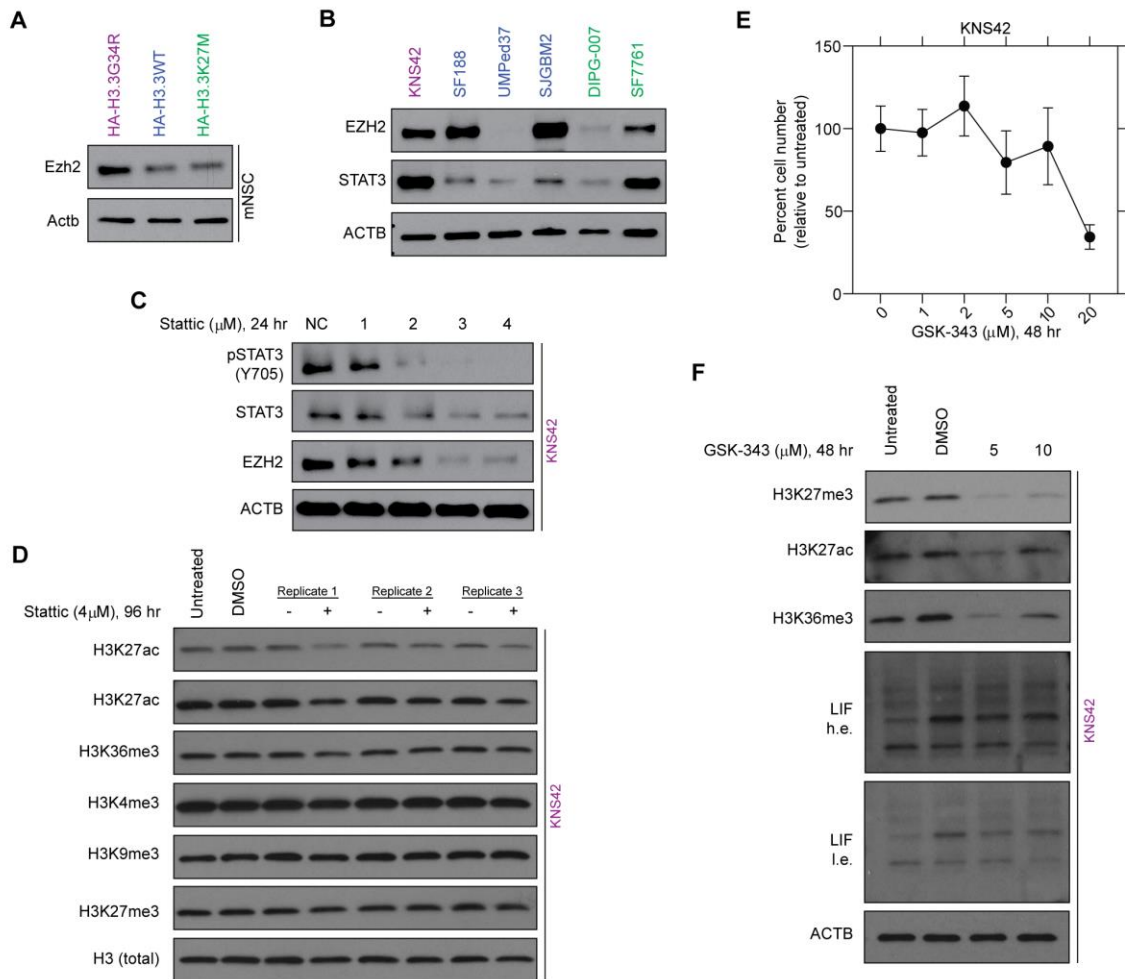 A
HA-H3.3G34R
HA-H3.3WT
HA-H3.3K27M
Ezh2
Actb
mNSC
B
KNS42
SF188
UMPed37
SJGBM2
DIPG-007
SF7761
EZH2
STAT3
ACTB
C
Stattic (μM), 24 hr NC 1 2 3 4
pSTAT3
(Y705)
STAT3
EZH2
ACTB
KNS42
D
Untreated
DMSO
Replicate 1 Replicate 2 Replicate 3
Stattic (4μM), 96 hr - + - + - +
H3K27ac
H3K27ac
H3K36me3
H3K4me3
H3K9me3
H3K27me3
H3 (total)
KNS42
E
KNS42
Percent cell number
(relative to untreated)
150
100
50
0
0 1 2 5 10 20
GSK-343 (μM), 48 hr
F
Untreated
DMSO
GSK-343 (μM), 48 hr 5 10
H3K27me3
H3K27ac
H3K36me3
LIF
h.e.
LIF
l.e.
ACTB
KNS42